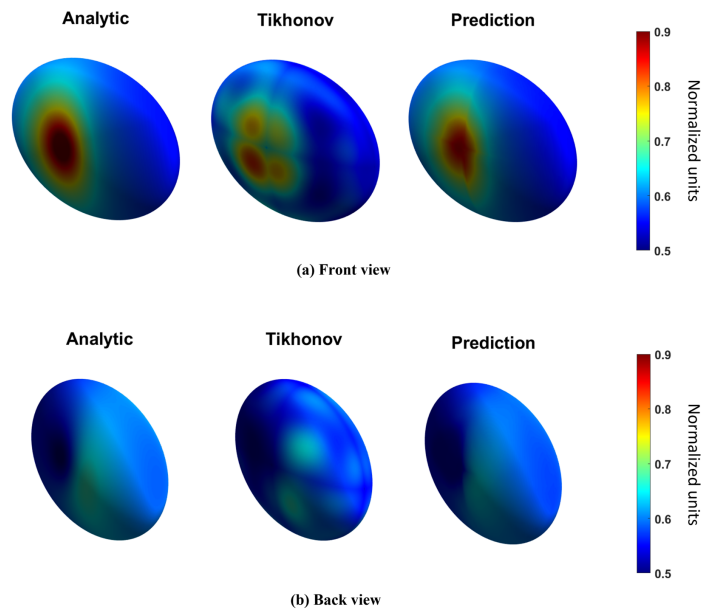 Analytic Tikhonov Prediction
0.9
0.8
0.7
0.6
0.5
Normalized units
(a) Front view
Analytic Tikhonov Prediction
0.9
0.8
0.7
0.6
0.5
Normalized units
(b) Back view